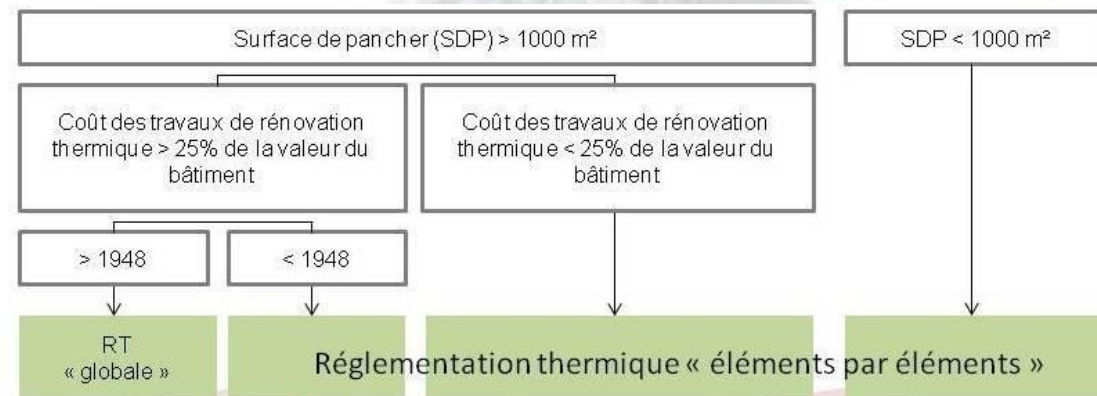 Surface de pancher (SDP) > 1000 m²
SDP < 1000 m²
Coût des travaux de rénovation
thermique > 25% de la valeur du
bâtiment
Coût des travaux de rénovation
thermique < 25% de la valeur du
bâtiment
> 1948
< 1948
RT
« globale »
Réglementation thermique « éléments par éléments »